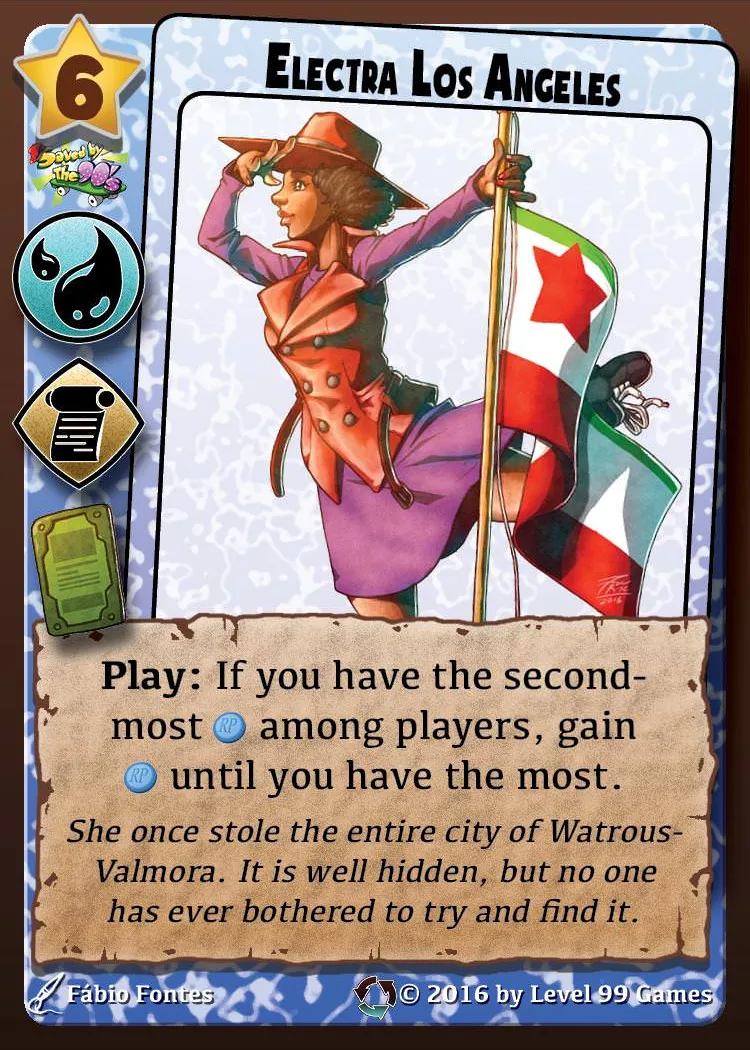 6
Electra Los Angeles
Saved by
The 90's
Play: If you have the second-
most RP among players, gain
RP until you have the most.
She once stole the entire city of Watrous-
Valmora. It is well hidden, but no one
has ever bothered to try and find it.
2016
Fábio Fontes
© 2016 by Level 99 Games